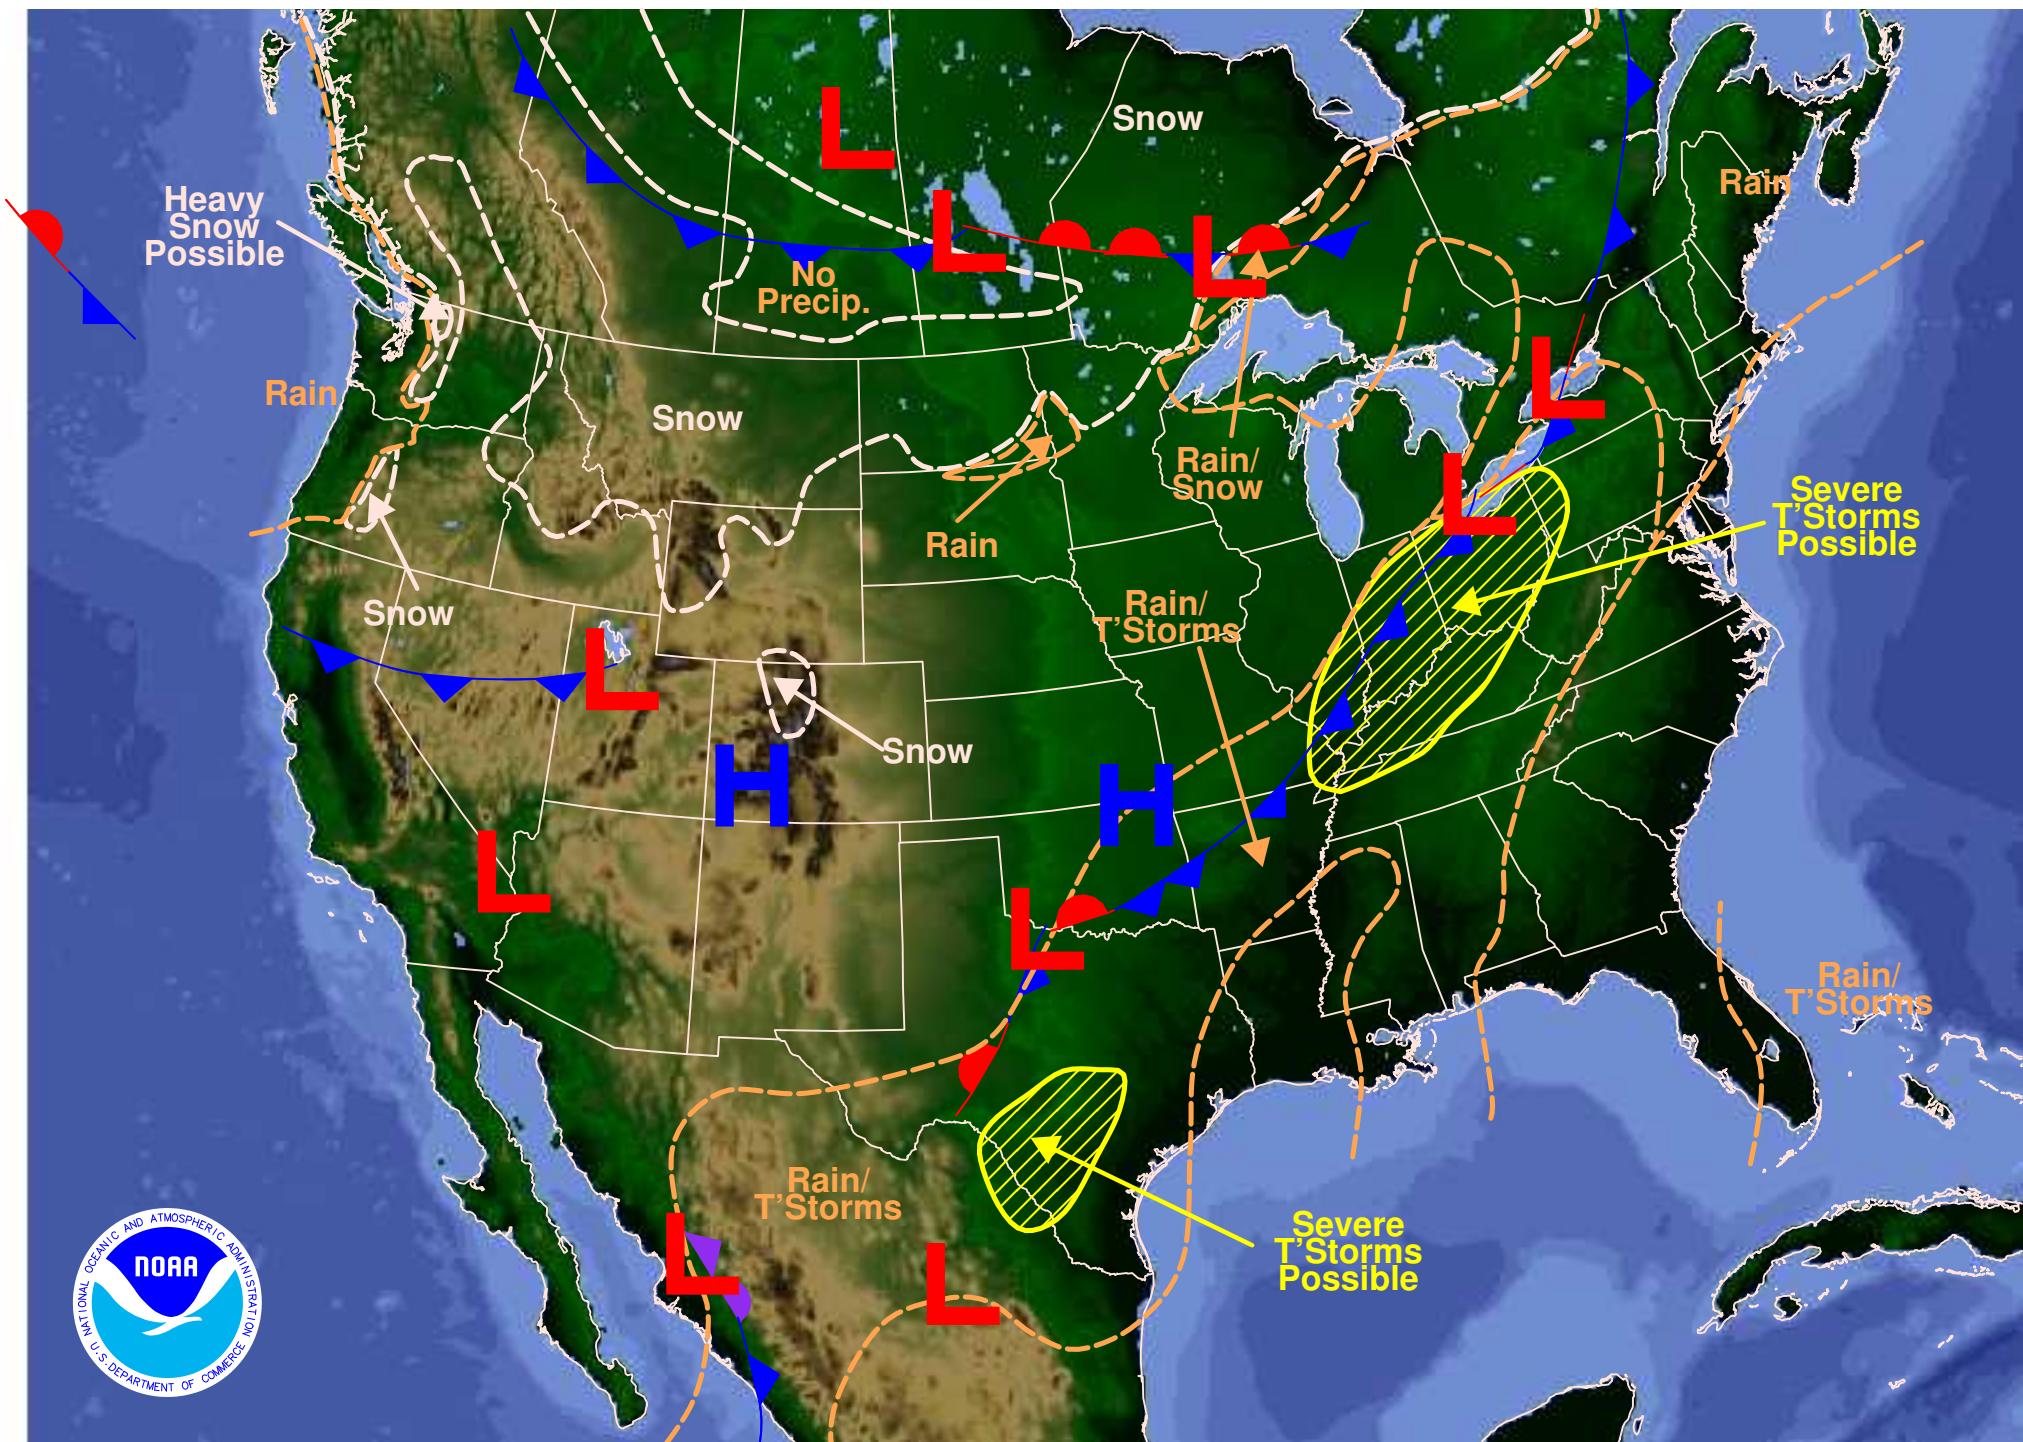 Snow
Rain
Heavy
Snow
Possible
L
L
L
No
Precip.
Rain
Snow
L
Rain/
Snow
L
Severe
T'Storms
Possible
Rain
Snow
Rain/
T'Storms
L
Snow
H
H
L
L
Rain/
T'Storms
Rain/
T'Storms
Severe
T'Storms
Possible
L
L
NOAA
NATIONAL OCEANIC AND ATMOSPHERIC ADMINISTRATION
U.S. DEPARTMENT OF COMMERCE